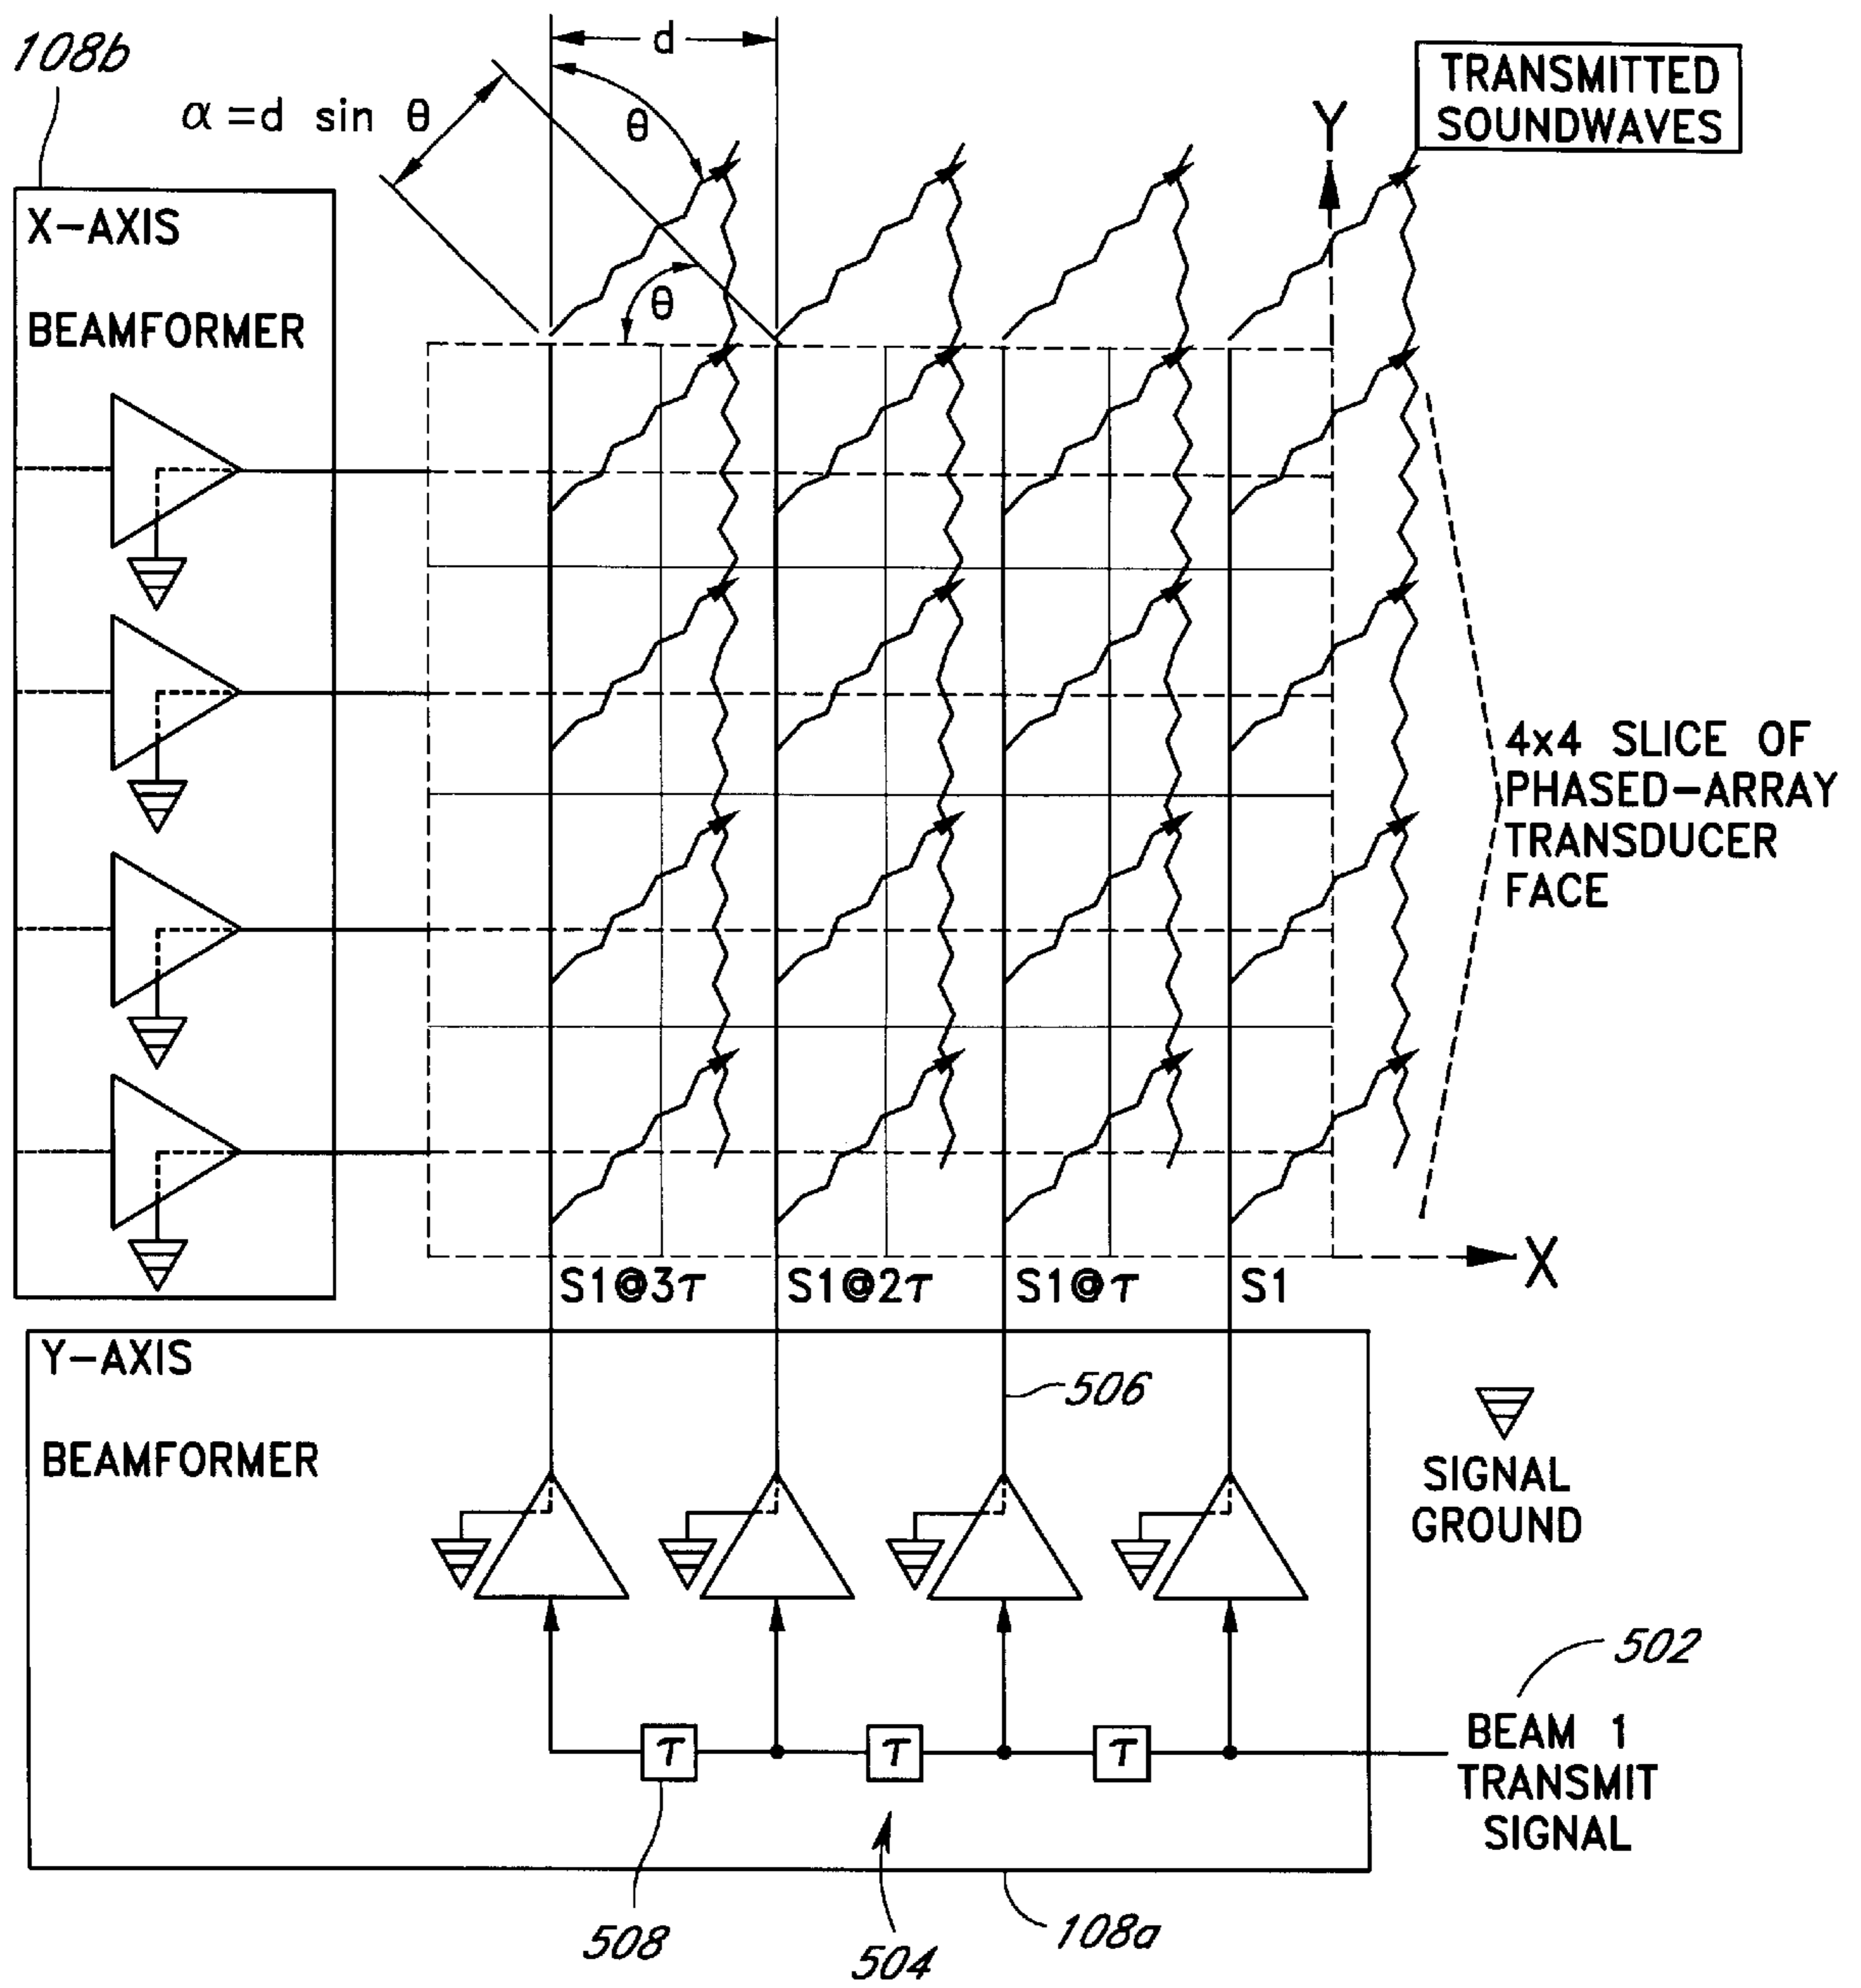 108b
d
α =d sin θ
θ
θ
TRANSMITTED
SOUNDWAVES
Y
X-AXIS
BEAMFORMER
4x4 SLICE OF
PHASED-ARRAY
TRANSDUCER
FACE
S1@3τ
S1@2τ
S1@τ
S1
X
Y-AXIS
BEAMFORMER
506
SIGNAL
GROUND
502
BEAM 1
TRANSMIT
SIGNAL
τ
τ
τ
508
504
108a